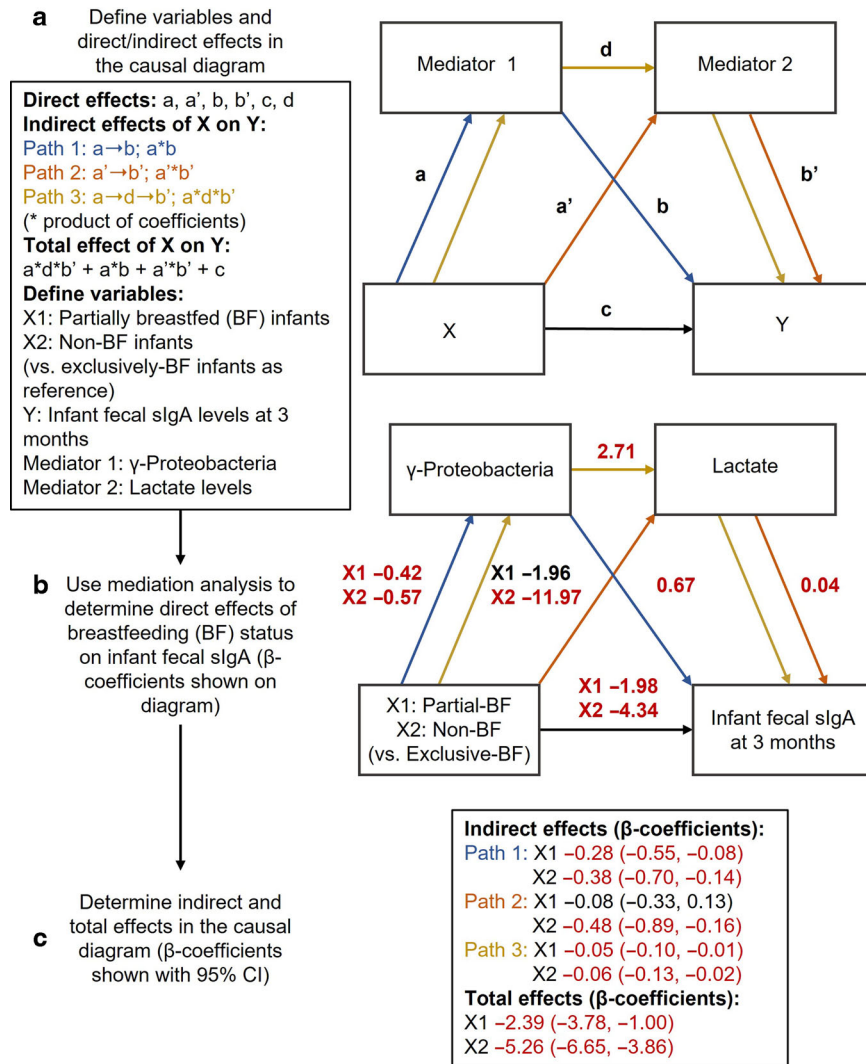 a
Define variables and
direct/indirect effects in
the causal diagram
Direct effects: a, a', b, b', c, d
Indirect effects of X on Y:
Path 1: a→b; a*b
Path 2: a'→b'; a'*b'
Path 3: a→d→b'; a*d*b'
(* product of coefficients)
Total effect of X on Y:
a*d*b' + a*b + a'*b' + c
Define variables:
X1: Partially breastfed (BF) infants
X2: Non-BF infants
(vs. exclusively-BF infants as
reference)
Y: Infant fecal sIgA levels at 3
months
Mediator 1: γ-Proteobacteria
Mediator 2: Lactate levels
Mediator 1
d
Mediator 2
a
a'
b
b'
X
c
Y
b
Use mediation analysis to
determine direct effects of
breastfeeding (BF) status
on infant fecal sIgA (β-
coefficients shown on
diagram)
γ-Proteobacteria
2.71
Lactate
X1 −0.42
X2 −0.57
X1 −1.96
X2 −11.97
0.67
0.04
X1: Partial-BF
X2: Non-BF
(vs. Exclusive-BF)
X1 −1.98
X2 −4.34
Infant fecal sIgA
at 3 months
c
Determine indirect and
total effects in the causal
diagram (β-coefficients
shown with 95% CI)
Indirect effects (β-coefficients):
Path 1: X1 −0.28 (−0.55, −0.08)
X2 −0.38 (−0.70, −0.14)
Path 2: X1 −0.08 (−0.33, 0.13)
X2 −0.48 (−0.89, −0.16)
Path 3: X1 −0.05 (−0.10, −0.01)
X2 −0.06 (−0.13, −0.02)
Total effects (β-coefficients):
X1 −2.39 (−3.78, −1.00)
X2 −5.26 (−6.65, −3.86)